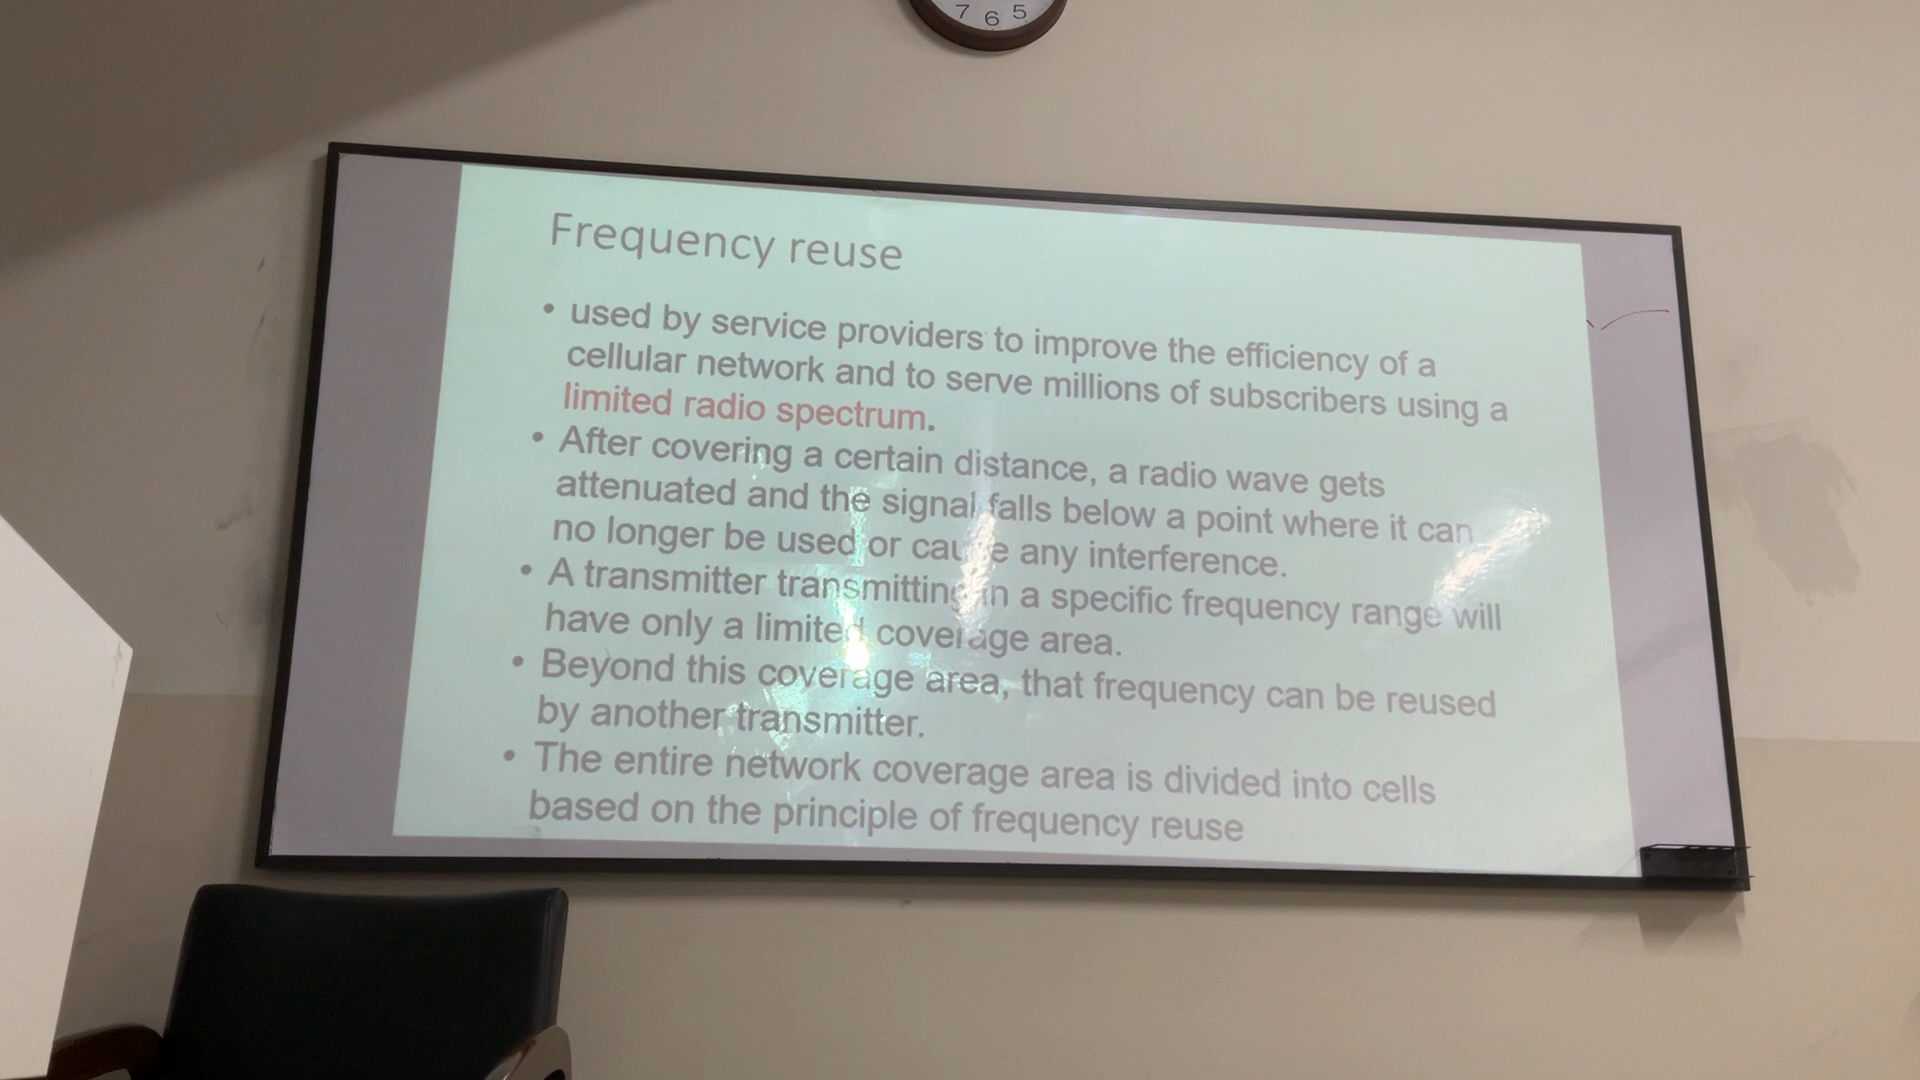 7 6 5
Frequency reuse
• used by service providers to improve the efficiency of a
cellular network and to serve millions of subscribers using a
limited radio spectrum.
• After covering a certain distance, a radio wave gets
attenuated and the signal falls below a point where it can
no longer be used or cause any interference.
• A transmitter transmitting in a specific frequency range will
have only a limited coverage area.
• Beyond this coverage area, that frequency can be reused
by another transmitter.
• The entire network coverage area is divided into cells
based on the principle of frequency reuse